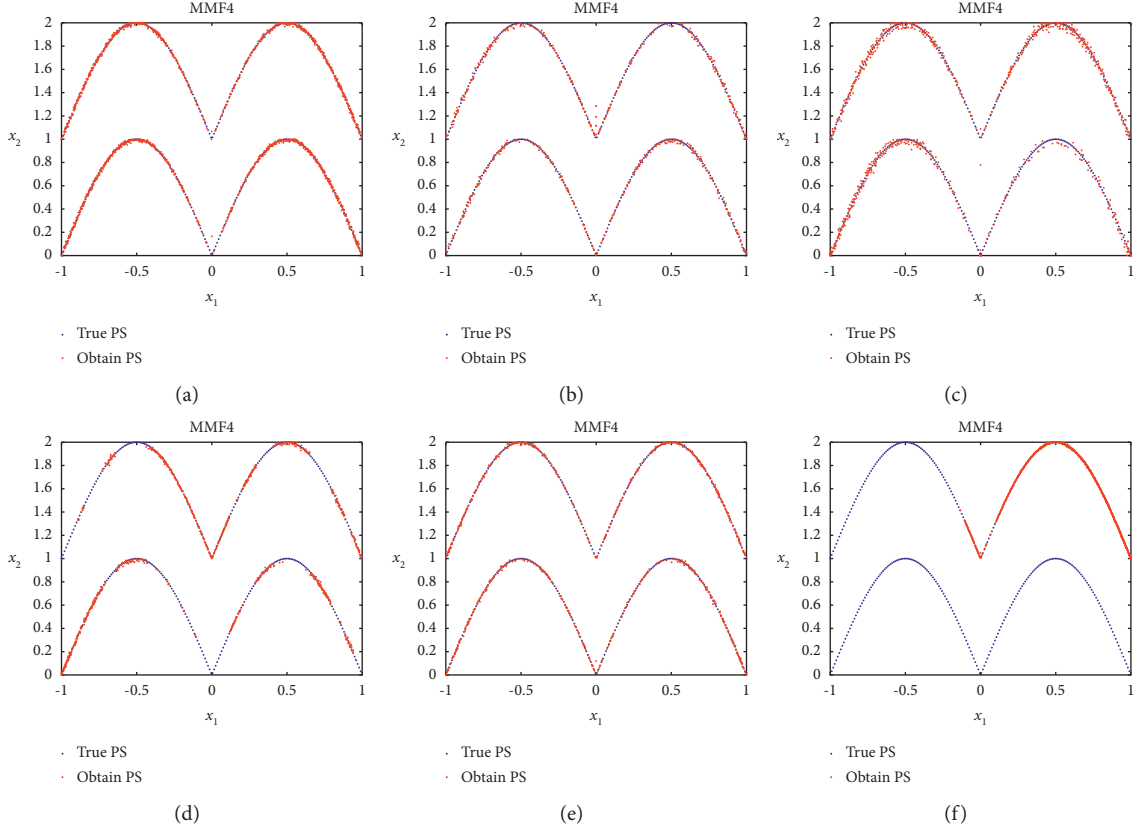 MMF4 MMF4 MMF4
2 2 2
1.8 1.8 1.8
1.6 1.6 1.6
1.4 1.4 1.4
1.2 1.2 1.2
x2 1 x2 1 x2 1
0.8 0.8 0.8
0.6 0.6 0.6
0.4 0.4 0.4
0.2 0.2 0.2
0 0 0
-1 -0.5 0 0.5 1 -1 -0.5 0 0.5 1 -1 -0.5 0 0.5 1
x1 x1 x1
True PS True PS True PS
Obtain PS Obtain PS Obtain PS
(a) (b) (c)
MMF4 MMF4 MMF4
2 2 2
1.8 1.8 1.8
1.6 1.6 1.6
1.4 1.4 1.4
1.2 1.2 1.2
x2 1 x2 1 x2 1
0.8 0.8 0.8
0.6 0.6 0.6
0.4 0.4 0.4
0.2 0.2 0.2
0 0 0
-1 -0.5 0 0.5 1 -1 -0.5 0 0.5 1 -1 -0.5 0 0.5 1
x1 x1 x1
True PS True PS True PS
Obtain PS Obtain PS Obtain PS
(d) (e) (f)